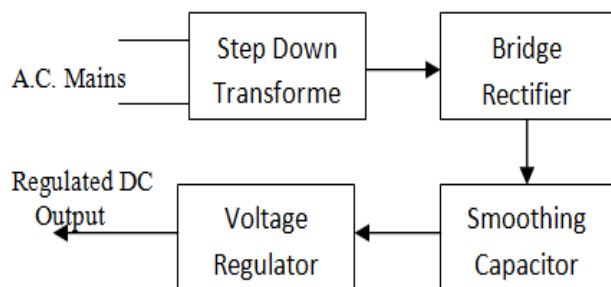 A.C. Mains
Step Down
Transforme
Bridge
Rectifier
Regulated DC
Output
Voltage
Regulator
Smoothing
Capacitor